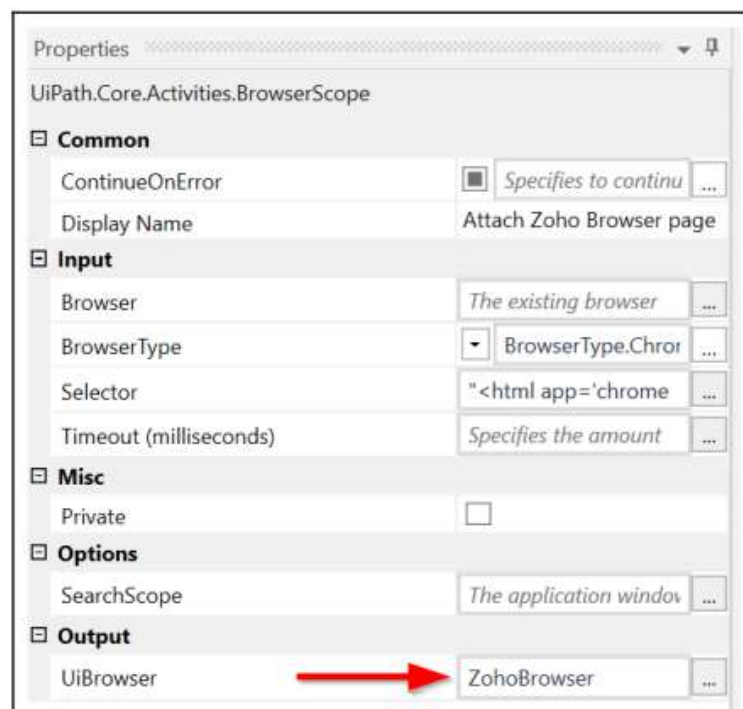 Properties
UiPath.Core.Activities.BrowserScope
Common
ContinueOnError Specifies to continu ...
Display Name Attach Zoho Browser page
Input
Browser The existing browser ...
BrowserType BrowserType.Chror ...
Selector "<html app='chrome ...
Timeout (milliseconds) Specifies the amount ...
Misc
Private
Options
SearchScope The application window ...
Output
UiBrowser ZohoBrowser ...